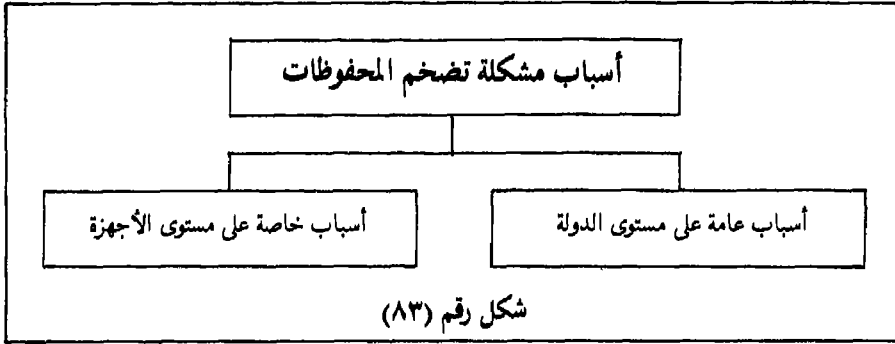 أسباب مشكلة تضخم المحفوظات
أسباب عامة على مستوى الدولة
أسباب خاصة على مستوى الأجهزة
شكل رقم (٨٣)